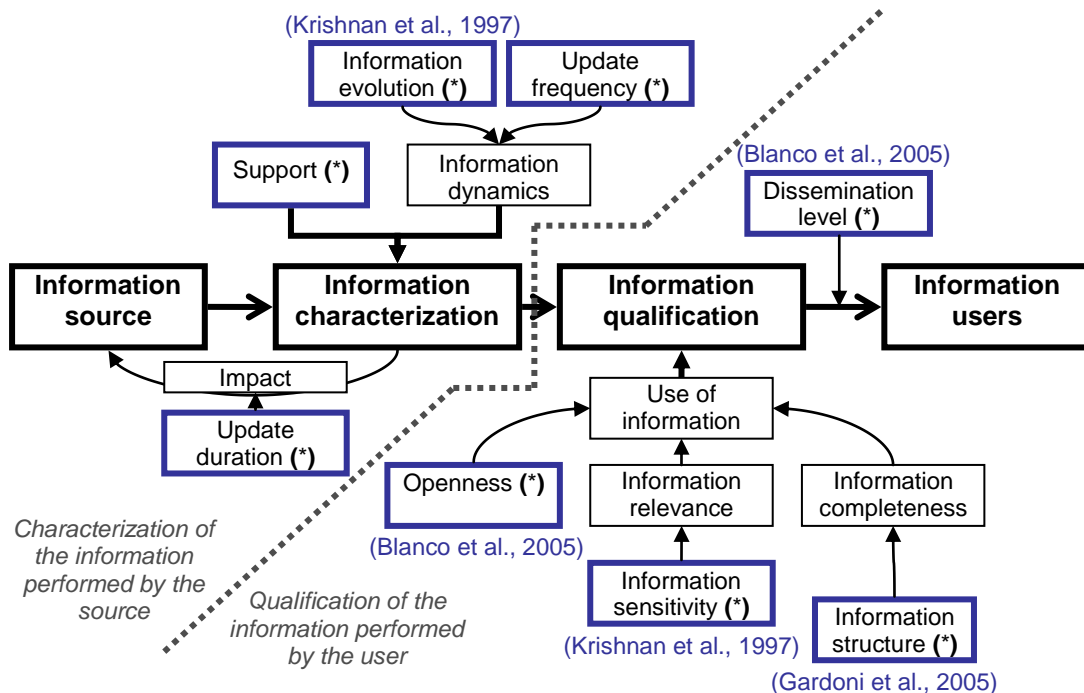 (Krishnan et al., 1997)
Information
evolution (*)
Update
frequency (*)
Support (*)
Information
dynamics
(Blanco et al., 2005)
Dissemination
level (*)
Information
source
Information
characterization
Information
qualification
Information
users
Impact
Update
duration (*)
Use of
information
Openness (*)
(Blanco et al., 2005)
Information
relevance
Information
completeness
Information
sensitivity (*)
(Krishnan et al., 1997)
Information
structure (*)
(Gardoni et al., 2005)
Characterization of
the information
performed by the
source
Qualification of the
information performed
by the user